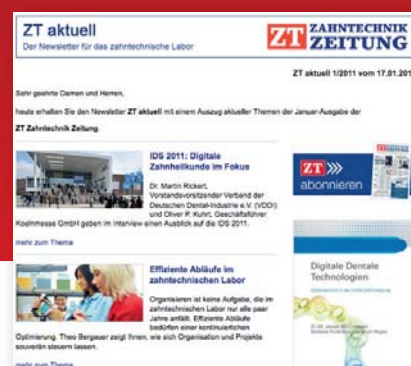 ZT aktuell
Der Newsletter für das zahntechnische Labor
ZT ZAHNTECHNIK
ZEITUNG
ZT aktuell 1/2011 vom 17.01.201
Sehr geehrte Damen und Herren,
heute erhalten Sie den Newsletter ZT aktuell mit einem Auszug aktueller Themen der Januar-Ausgabe der
ZT Zahntechnik Zeitung.
IDS 2011: Digitale
Zahnheilkunde im Fokus
Dr. Martin Rickert,
Vorstandsvorsitzender Verband der
Deutschen Dental-Industrie e.V. (VDDI)
und Oliver P. Kuhrt, Geschäftsführer
Koelnmesse GmbH geben im Interview einen Ausblick auf die IDS 2011.
mehr zum Thema
Effiziente Abläufe im
zahntechnischen Labor
Organisieren ist keine Aufgabe, die im
zahntechnischen Labor nur alle paar
Jahre anfällt. Effiziente Abläufe
bedürfen einer kontinuierlichen
Optimierung. Theo Bergauer zeigt Ihnen, wie sich Organisation und Projekte
souverän steuern lassen.
mehr zum Thema
ZT
abonnieren
Digitale Dentale
Technologien